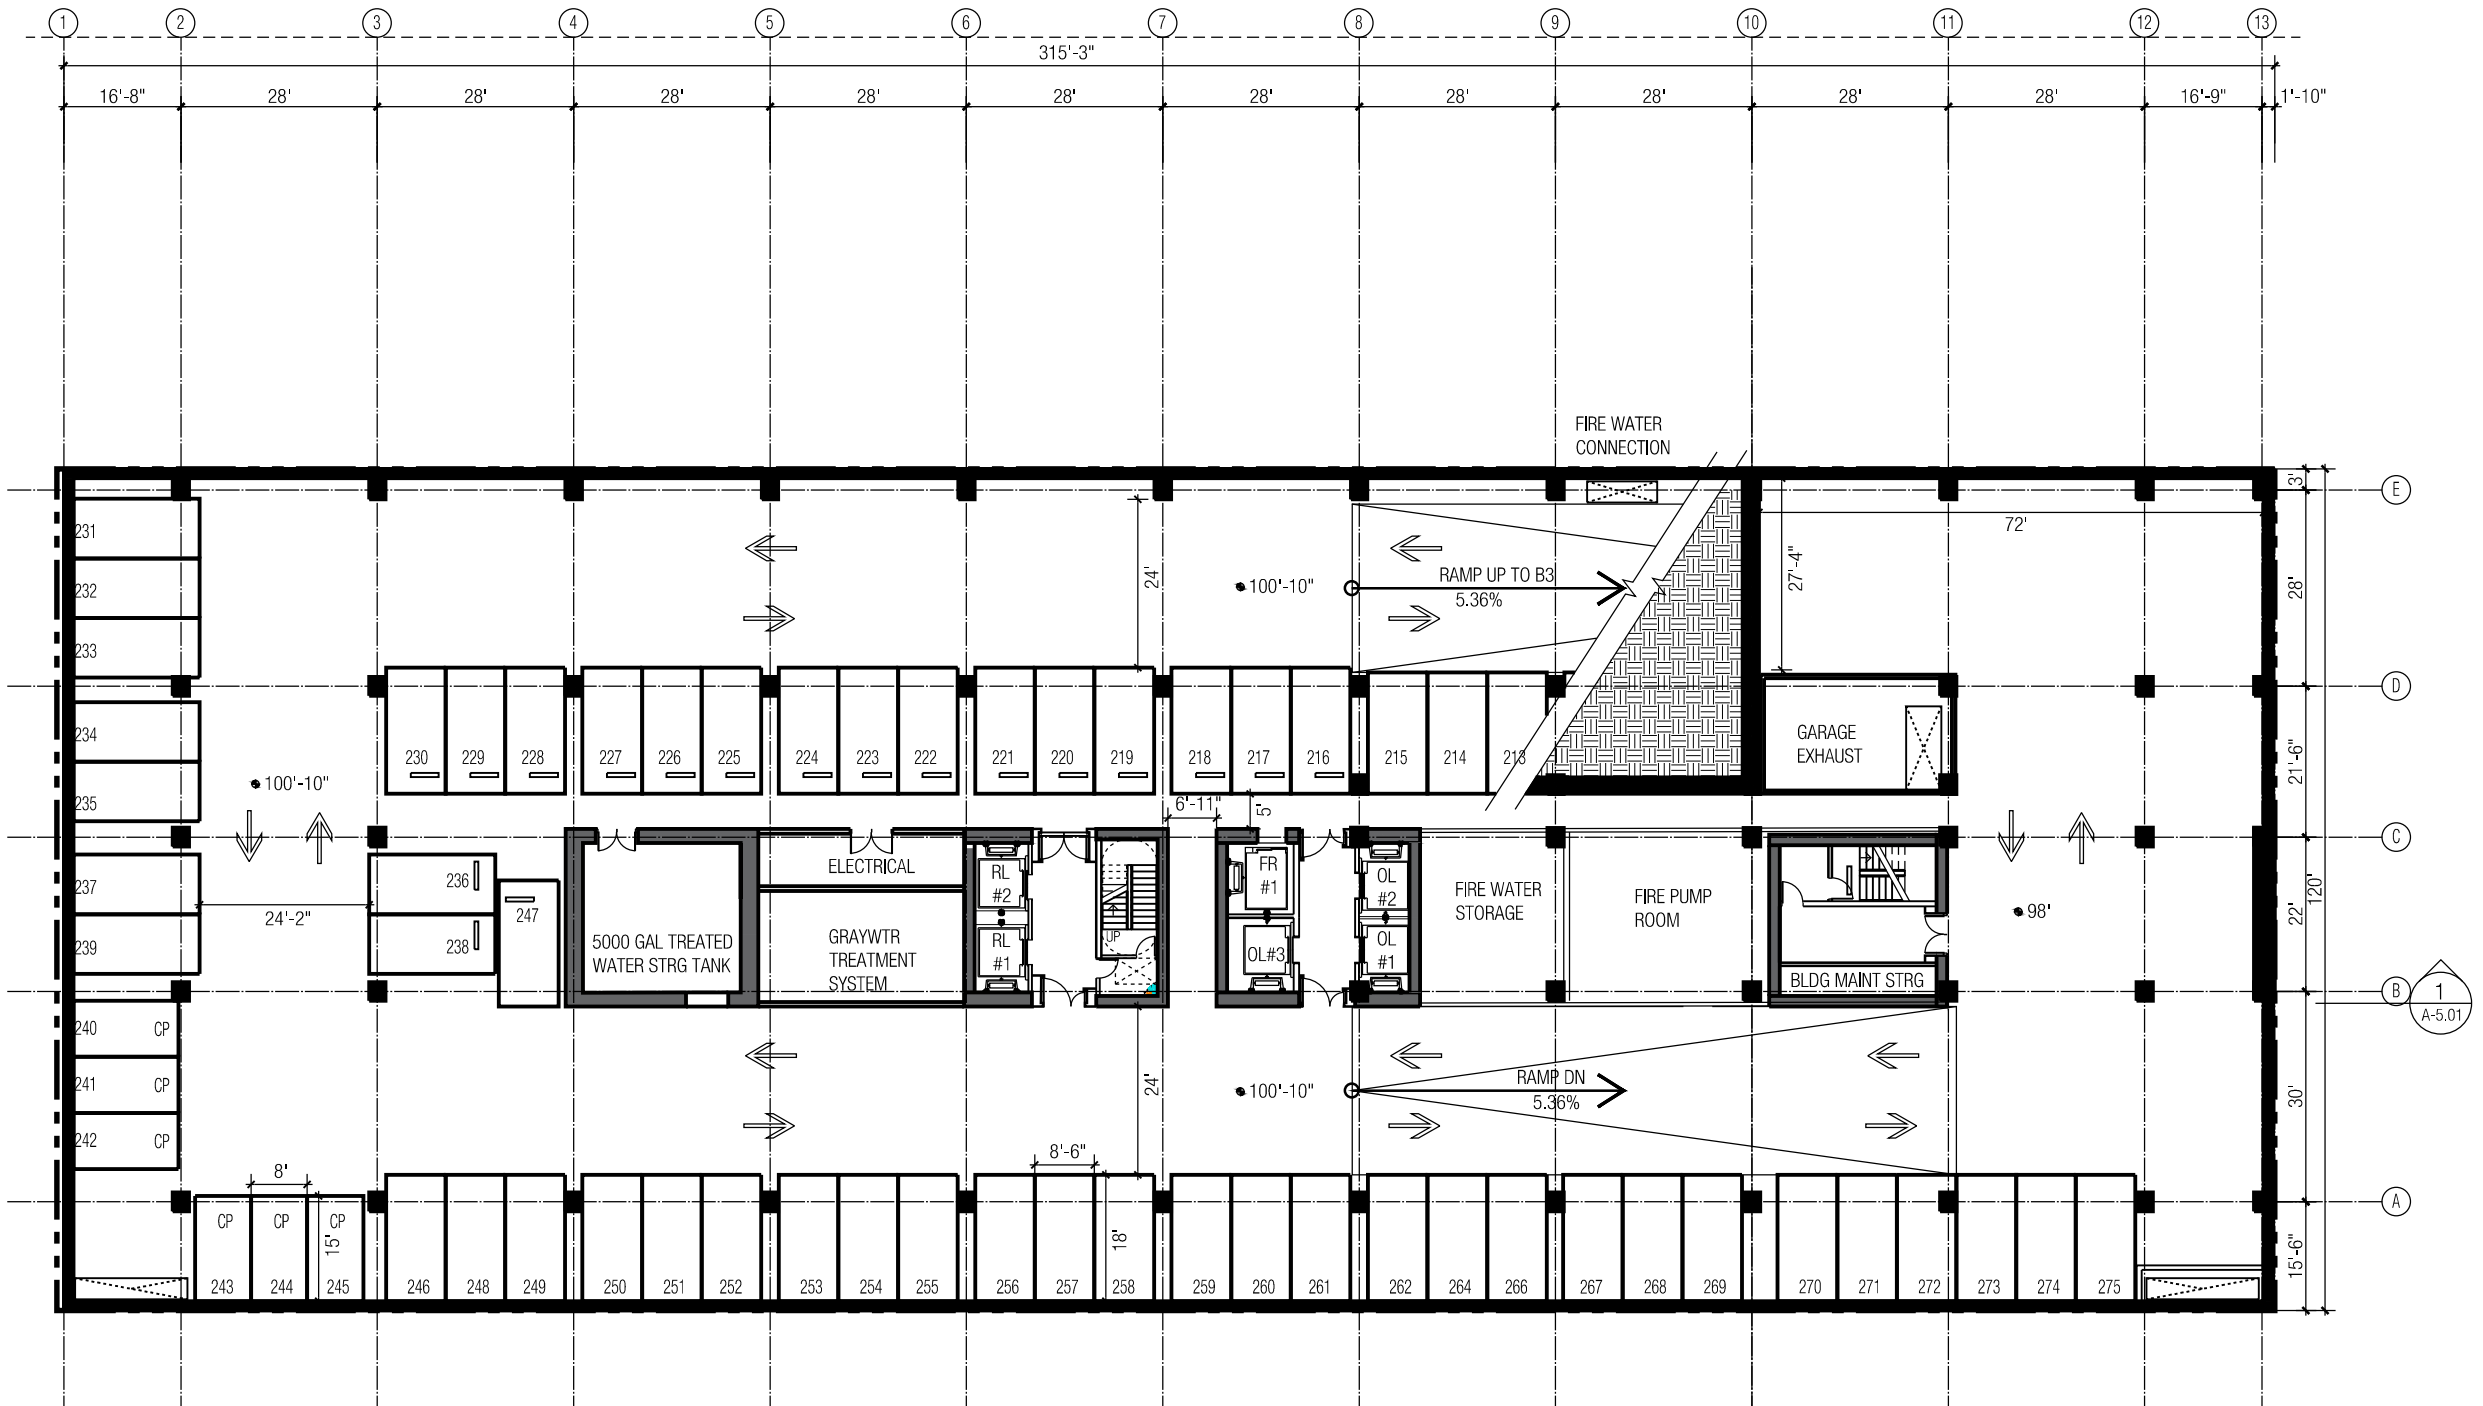 1 2 3 4 5 6 7 8 9 10 11 12 13
315'-3"
16'-8" 28' 28' 28' 28' 28' 28' 28' 28' 28' 28' 16'-9" 1'-10"
FIRE WATER
CONNECTION
3'
E
72'
231
24'
27'-4"
28'
RAMP UP TO B3
100'-10"
5.36%
232
233
D
234
230 229 228 227 226 225 224 223 222 221 220 219 218 217 216 215 214 213
GARAGE
EXHAUST
21'-6"
100'-10"
235
6'-11"
5'
C
ELECTRICAL
237
236
RL
#2
FR
#1
OL
#2
FIRE WATER
STORAGE
FIRE PUMP
ROOM
22'
120'
98'
24'-2"
247
239
238
5000 GAL TREATED
WATER STRG TANK
GRAYWTR
TREATMENT
SYSTEM
RL
#1
UP
OL#3
OL
#1
BLDG MAINT STRG
B
1
A-5.01
240 CP
241 CP
24'
100'-10"
RAMP DN
5.36%
30'
242 CP
8'
8'-6"
A
CP CP CP
15'
18'
15'-6"
243 244 245 246 248 249 250 251 252 253 254 255 256 257 258 259 260 261 262 264 266 267 268 269 270 271 272 273 274 275